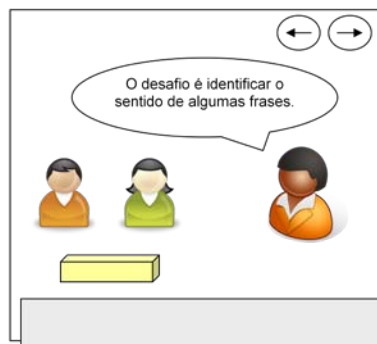 O desafio é identificar o
sentido de algumas frases.